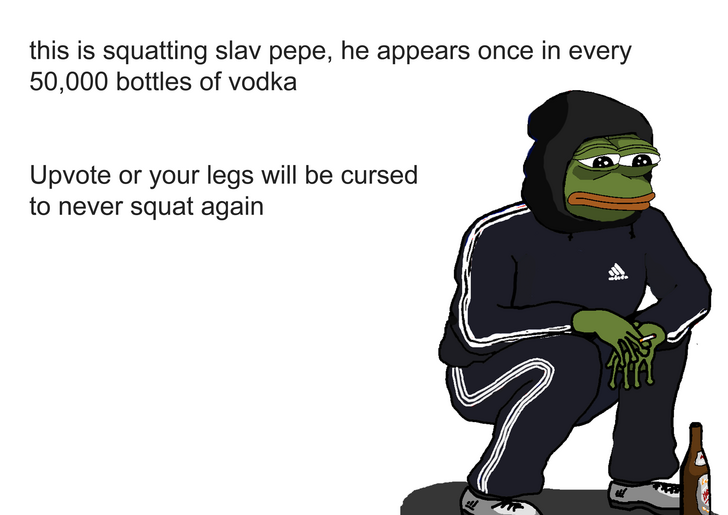 this is squatting slav pepe, he appears once in every
50,000 bottles of vodka
Upvote or your legs will be cursed
to never squat again